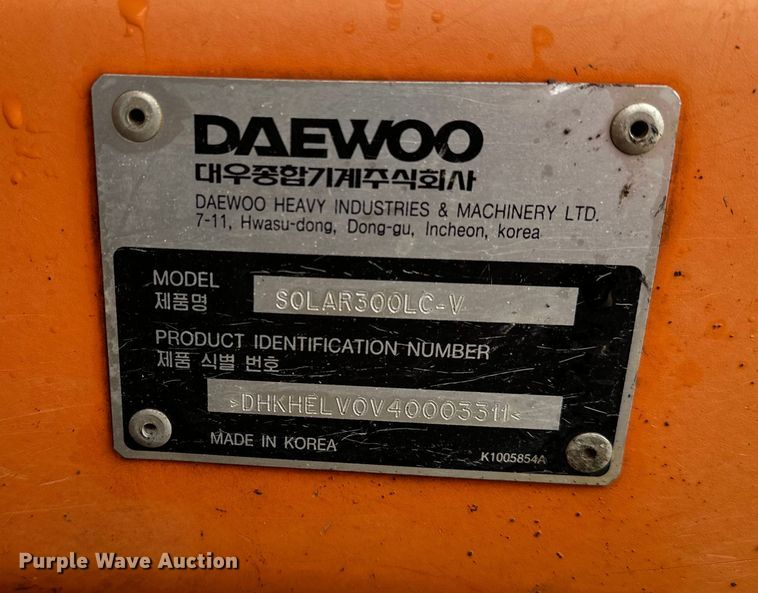 DAEWOO
대우종합기계주식회사
DAEWOO HEAVY INDUSTRIES & MACHINERY LTD.
7-11, Hwasu-dong, Dong-gu, Incheon, korea
MODEL
제품명
SOLAR300LC-V
PRODUCT IDENTIFICATION NUMBER
제품 식별 번호
>DHKHELV0V40003311<
MADE IN KOREA
K1005854A
Purple Wave Auction